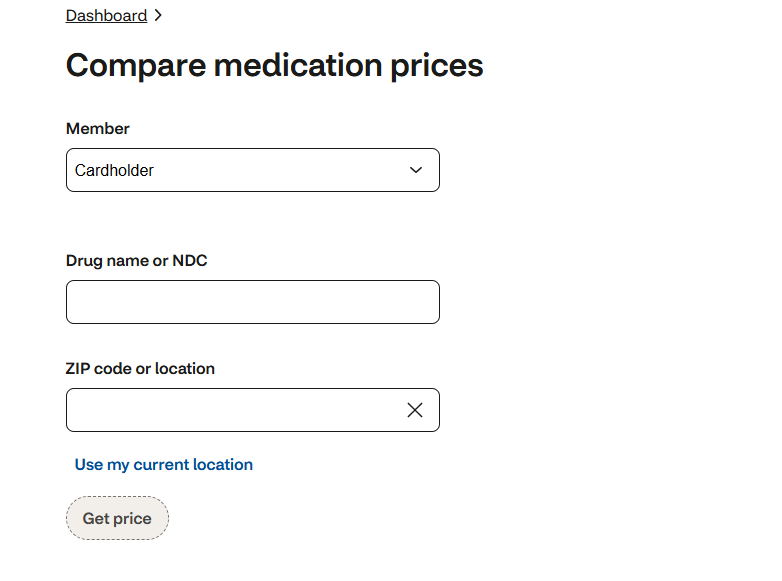 Dashboard
Compare medication prices
Member
Cardholder
Drug name or NDC
ZIP code or location
Use my current location
Get price